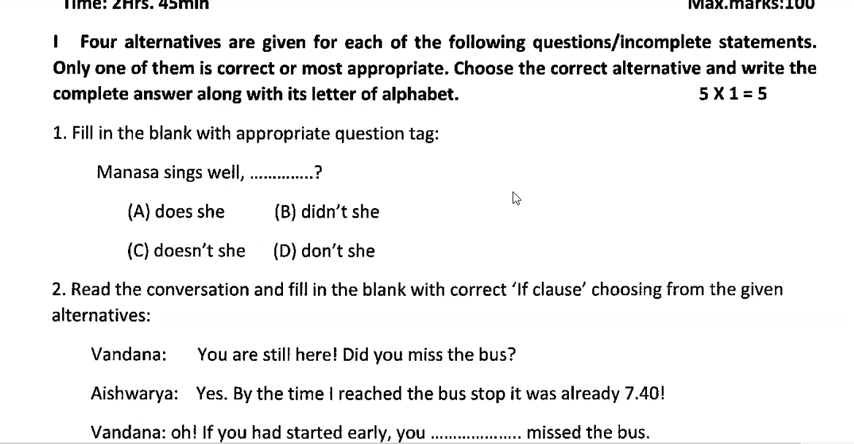 Time: 2Hrs. 45min Max.marks:100
I Four alternatives are given for each of the following questions/incomplete statements.
Only one of them is correct or most appropriate. Choose the correct alternative and write the
complete answer along with its letter of alphabet. 5 X 1 = 5
1. Fill in the blank with appropriate question tag:
Manasa sings well, ..............?
(A) does she (B) didn't she
(C) doesn't she (D) don't she
2. Read the conversation and fill in the blank with correct 'If clause' choosing from the given
alternatives:
Vandana: You are still here! Did you miss the bus?
Aishwarya: Yes. By the time I reached the bus stop it was already 7.40!
Vandana: oh! If you had started early, you ..................... missed the bus.